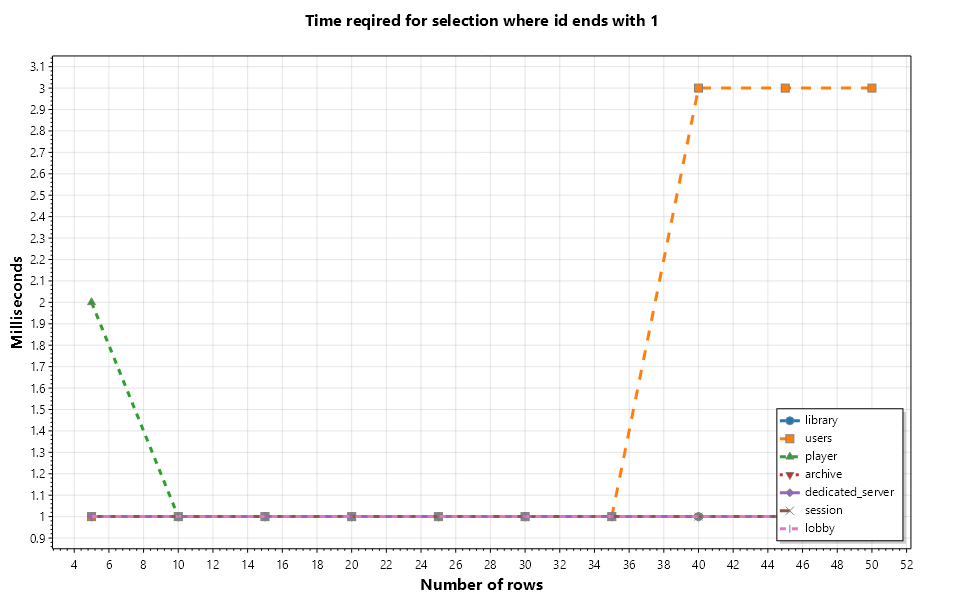 Time reqired for selection where id ends with 1
Milliseconds
3.1
3
2.9
2.8
2.7
2.6
2.5
2.4
2.3
2.2
2.1
2
1.9
1.8
1.7
1.6
1.5
1.4
1.3
1.2
1.1
1
0.9
library
users
player
archive
dedicated_server
session
lobby
4 6 8 10 12 14 16 18 20 22 24 26 28 30 32 34 36 38 40 42 44 46 48 50 52
Number of rows